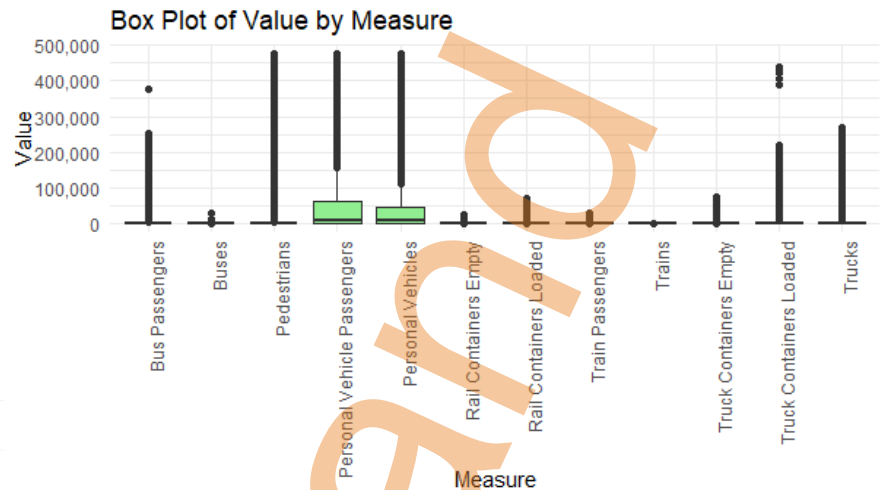 Box Plot of Value by Measure
500,000
400,000
300,000
200,000
100,000
0
Value
Bus Passengers
Buses
Pedestrians
Personal Vehicle Passengers
Personal Vehicles
Rail Containers Empty
Rail Containers Loaded
Train Passengers
Trains
Truck Containers Empty
Truck Containers Loaded
Trucks
Measure
and